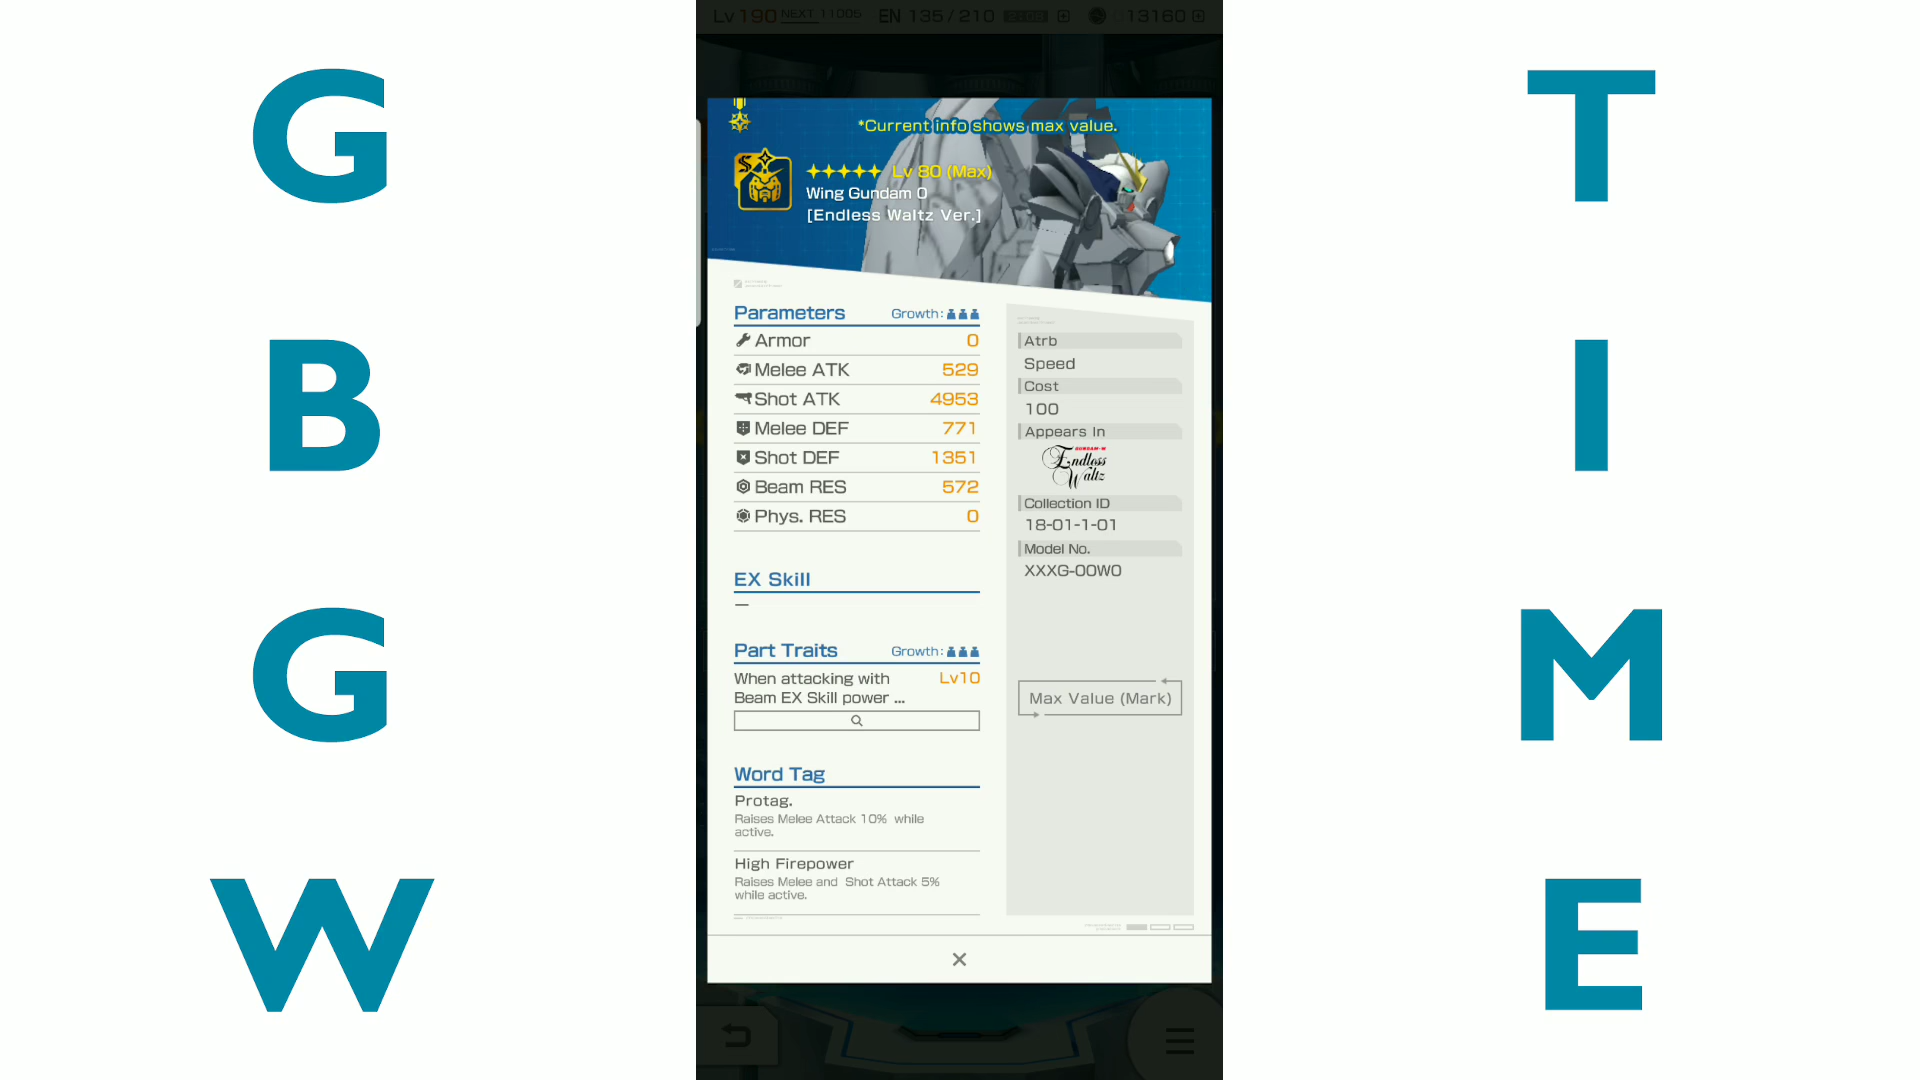 G
B
G
W
Lv 190 NEXT 11005 EN 135/210 13160
*Current info shows max value.
Lv 80 (Max)
Wing Gundam 0
[Endless Waltz Ver.]
Parameters Growth:
Armor 0
Melee ATK 529
Shot ATK 4953
Melee DEF 771
Shot DEF 1351
Beam RES 572
Phys. RES 0
EX Skill
—
Part Traits Growth:
When attacking with Lv10
Beam EX Skill power ...
Word Tag
Protag.
Raises Melee Attack 10% while
active.
High Firepower
Raises Melee and Shot Attack 5%
while active.
Atrb
Speed
Cost
100
Appears In
GUNDAM-W
Endless
Waltz
Collection ID
18-01-1-01
Model No.
XXXG-00W0
Max Value (Mark)
T
I
M
E